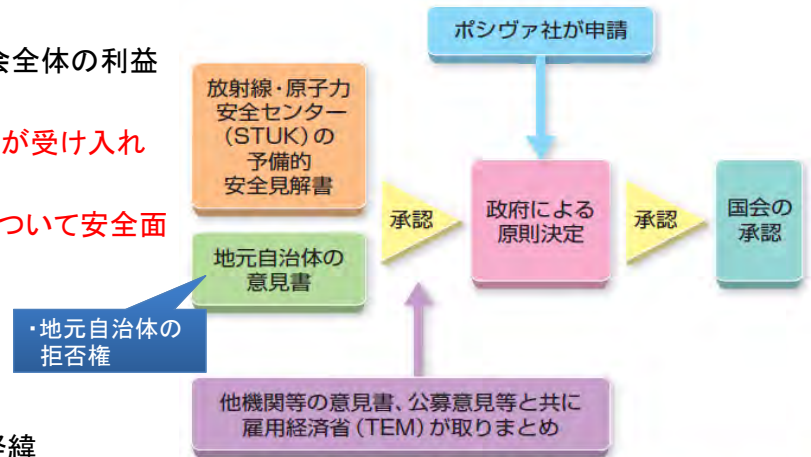 会全体の利益
が受け入れ
ついて安全面
ポシヴァ社が申請
放射線・原子力
安全センター
(STUK)の
予備的
安全見解書
地元自治体の
意見書
・地元自治体の
拒否権
承認
政府による
原則決定
承認
国会の
承認
他機関等の意見書、公募意見等と共に
雇用経済省(TEM)が取りまとめ
経緯